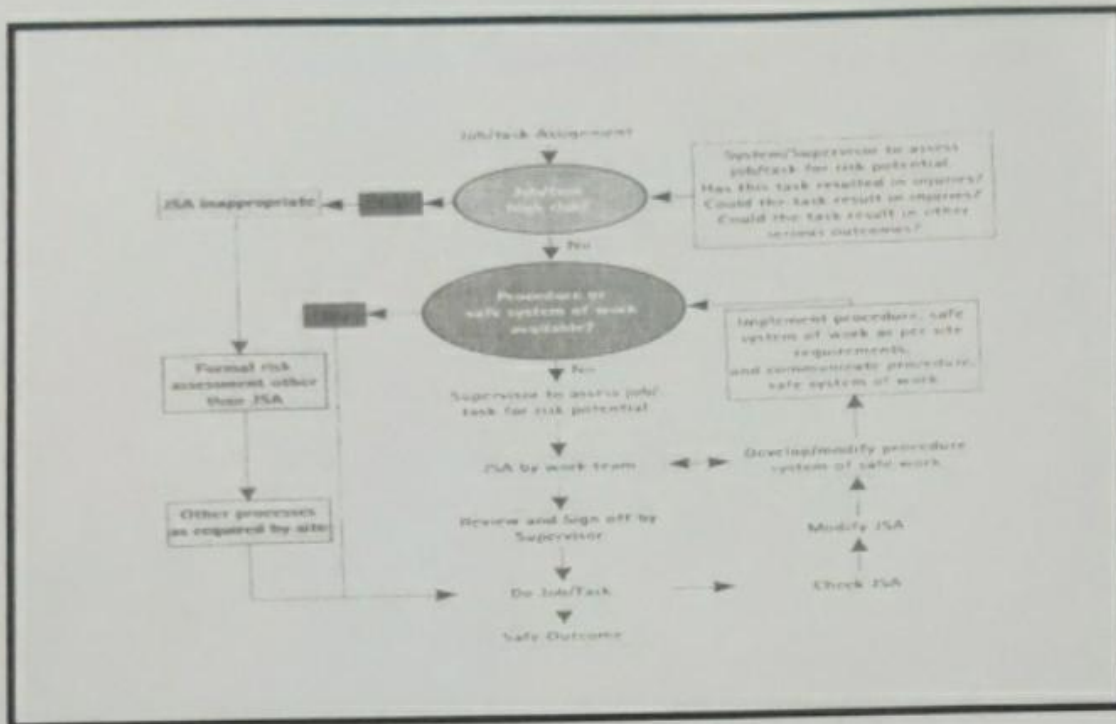 Job/task Assignment
System/Supervisor to assess
job/task for risk potential
Has this task resulted in injuries?
Could the task result in injuries?
Could the task result in other
serious outcomes?
Job/task
high risk?
JSA inappropriate
No
Procedure or
safe system of work
available?
Implement procedure, safe
system of work as per site
requirements,
and communicate procedure,
safe system of work
Formal risk
assessment other
than JSA
No
Supervisor to assess job/
task for risk potential
JSA by work team
Develop/modify procedure
system of safe work
Other processes
as required by site
Review and Sign off by
Supervisor
Modify JSA
Do Job/Task
Check JSA
Safe Outcome